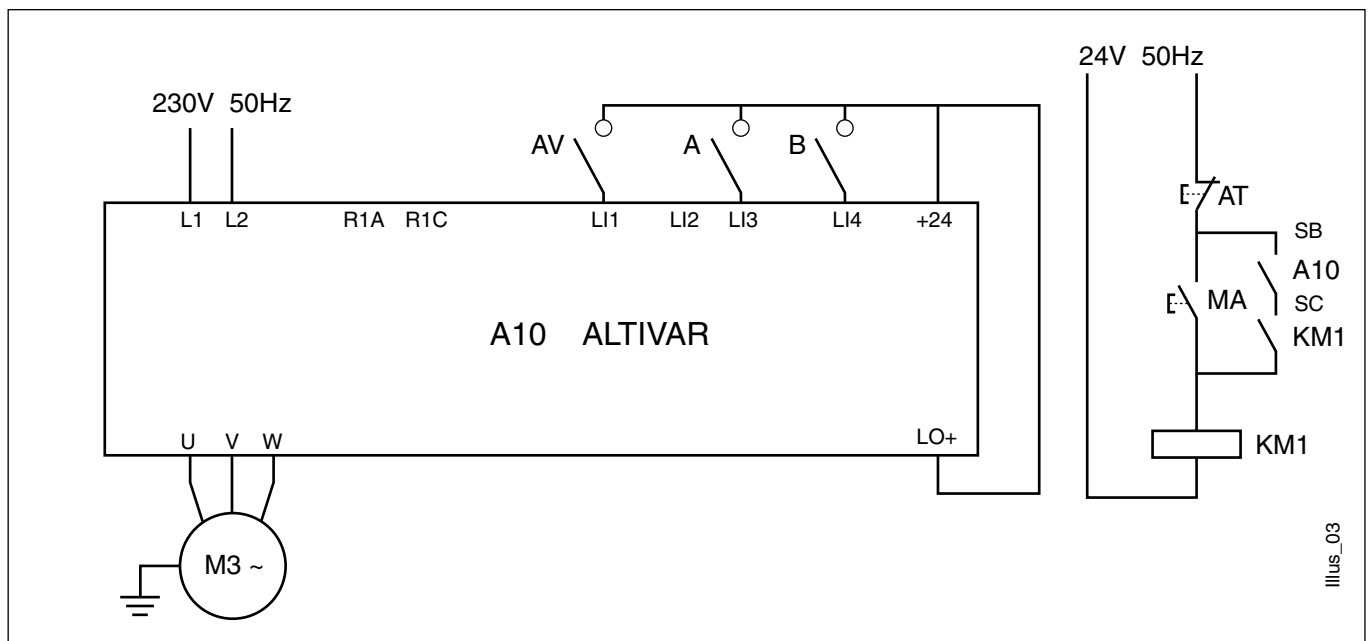 24V 50Hz
230V 50Hz
AV A B
L1 L2 R1A R1C LI1 LI2 LI3 LI4 +24
AT
SB
A10
SC
MA
KM1
A10 ALTIVAR
U V W
LO+
KM1
M3 ~
Illus_03